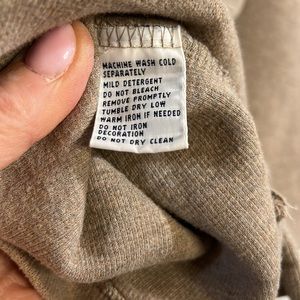 MACHINE WASH COLD
SEPARATELY
MILD DETERGENT
DO NOT BLEACH
REMOVE PROMPTLY
TUMBLE DRY LOW
WARM IRON IF NEEDED
DO NOT IRON
DECORATION
DO NOT DRY CLEAN